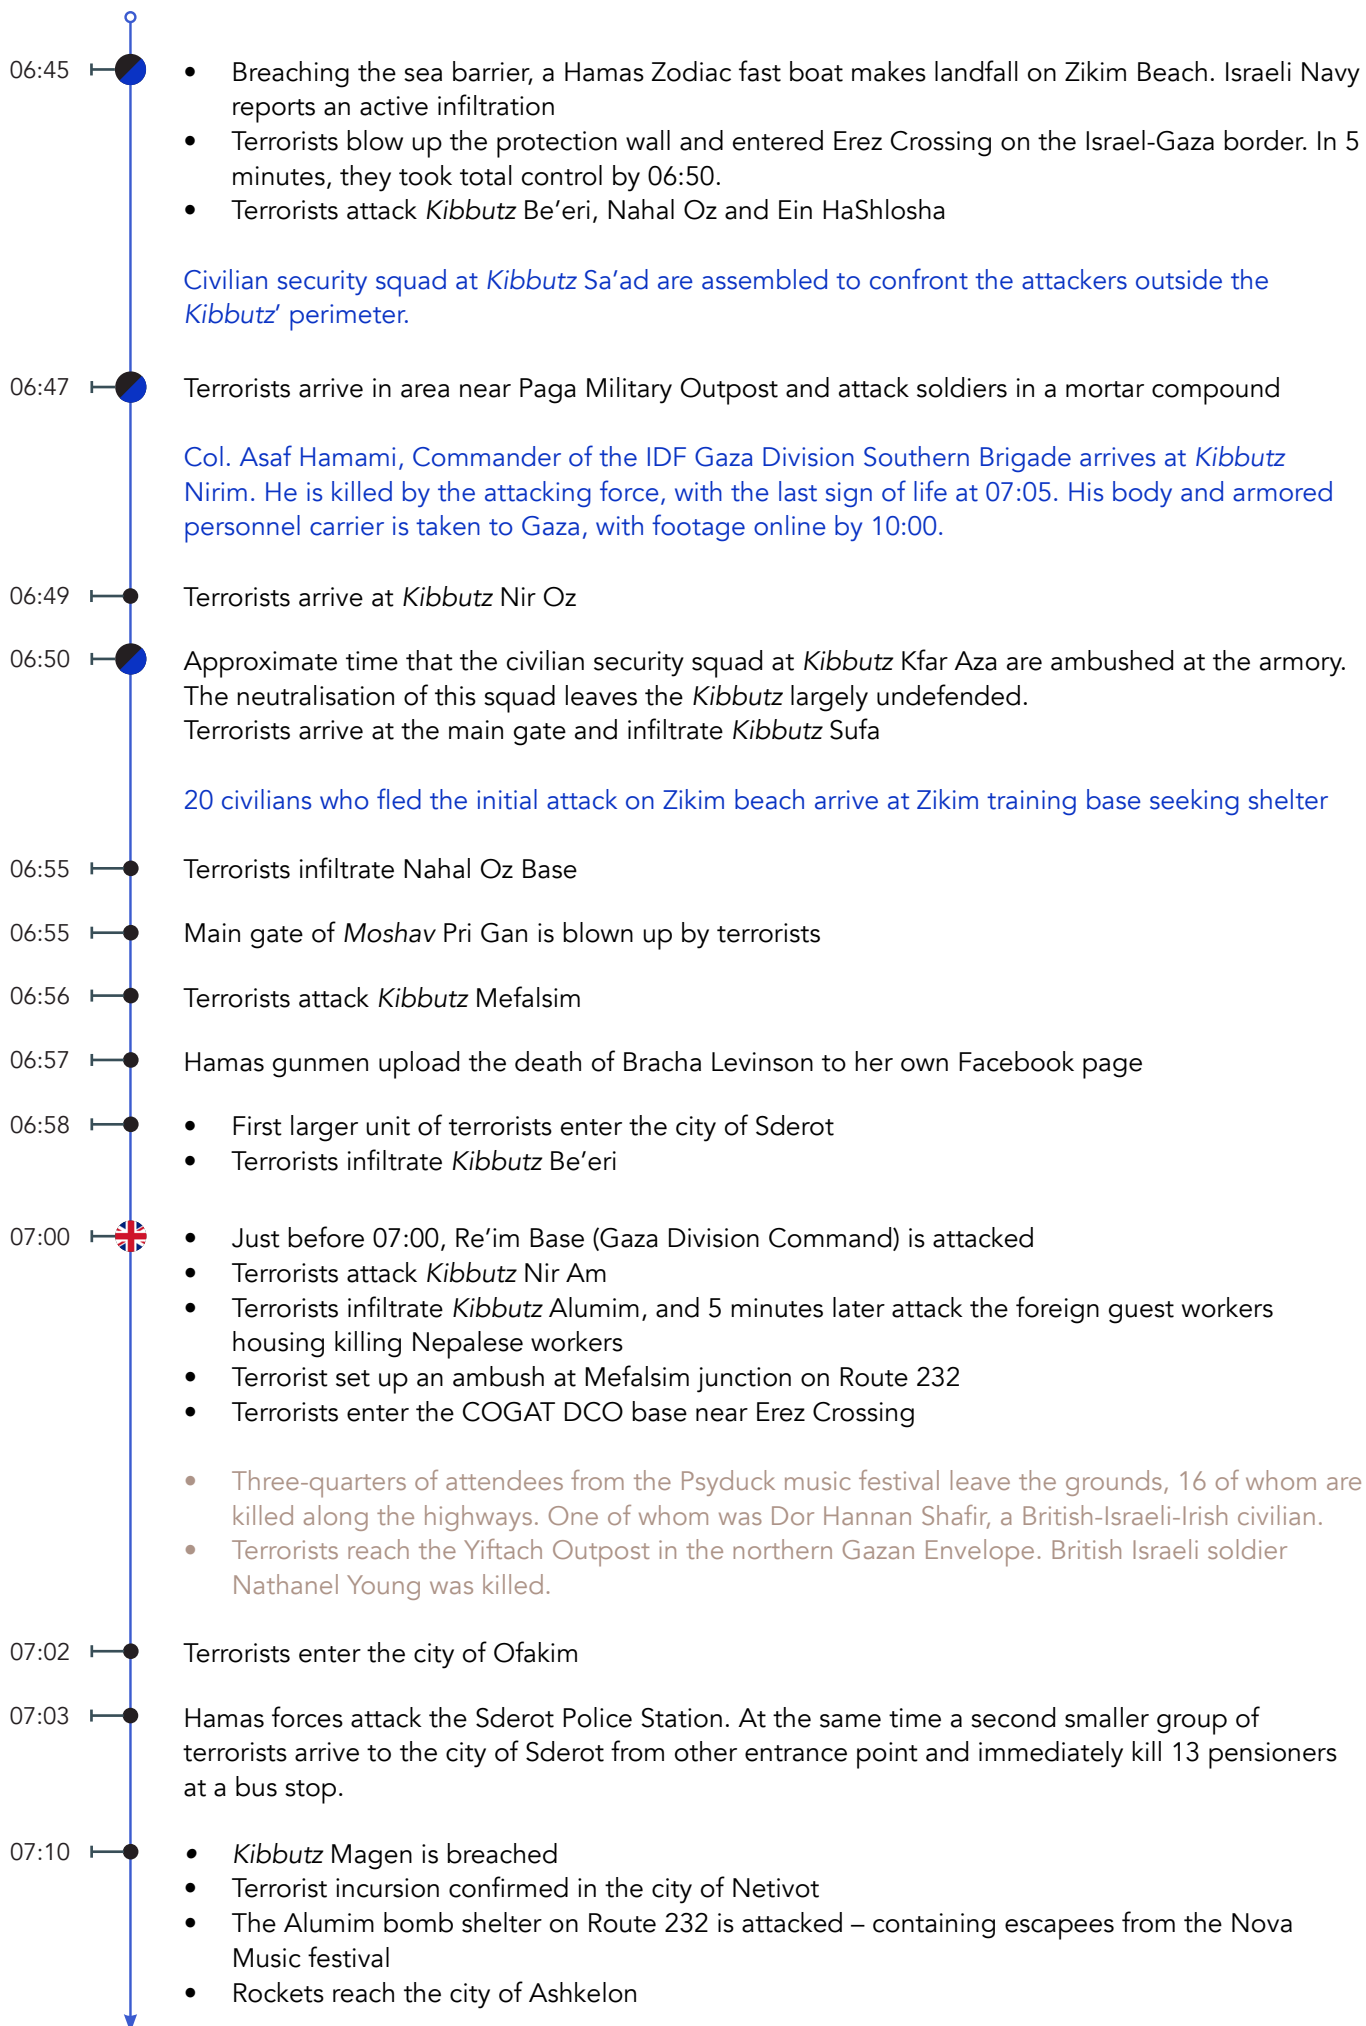 06:45
• Breaching the sea barrier, a Hamas Zodiac fast boat makes landfall on Zikim Beach. Israeli Navy
reports an active infiltration
• Terrorists blow up the protection wall and entered Erez Crossing on the Israel-Gaza border. In 5
minutes, they took total control by 06:50.
• Terrorists attack Kibbutz Be’eri, Nahal Oz and Ein HaShlosha
Civilian security squad at Kibbutz Sa’ad are assembled to confront the attackers outside the
Kibbutz’ perimeter.
06:47
Terrorists arrive in area near Paga Military Outpost and attack soldiers in a mortar compound
Col. Asaf Hamami, Commander of the IDF Gaza Division Southern Brigade arrives at Kibbutz
Nirim. He is killed by the attacking force, with the last sign of life at 07:05. His body and armored
personnel carrier is taken to Gaza, with footage online by 10:00.
06:49
Terrorists arrive at Kibbutz Nir Oz
06:50
Approximate time that the civilian security squad at Kibbutz Kfar Aza are ambushed at the armory.
The neutralisation of this squad leaves the Kibbutz largely undefended.
Terrorists arrive at the main gate and infiltrate Kibbutz Sufa
20 civilians who fled the initial attack on Zikim beach arrive at Zikim training base seeking shelter
06:55
Terrorists infiltrate Nahal Oz Base
06:55
Main gate of Moshav Pri Gan is blown up by terrorists
06:56
Terrorists attack Kibbutz Mefalsim
06:57
Hamas gunmen upload the death of Bracha Levinson to her own Facebook page
06:58
• First larger unit of terrorists enter the city of Sderot
• Terrorists infiltrate Kibbutz Be’eri
07:00
• Just before 07:00, Re’im Base (Gaza Division Command) is attacked
• Terrorists attack Kibbutz Nir Am
• Terrorists infiltrate Kibbutz Alumim, and 5 minutes later attack the foreign guest workers
housing killing Nepalese workers
• Terrorist set up an ambush at Mefalsim junction on Route 232
• Terrorists enter the COGAT DCO base near Erez Crossing
• Three-quarters of attendees from the Psyduck music festival leave the grounds, 16 of whom are
killed along the highways. One of whom was Dor Hannan Shafir, a British-Israeli-Irish civilian.
• Terrorists reach the Yiftach Outpost in the northern Gazan Envelope. British Israeli soldier
Nathanel Young was killed.
07:02
Terrorists enter the city of Ofakim
07:03
Hamas forces attack the Sderot Police Station. At the same time a second smaller group of
terrorists arrive to the city of Sderot from other entrance point and immediately kill 13 pensioners
at a bus stop.
07:10
• Kibbutz Magen is breached
• Terrorist incursion confirmed in the city of Netivot
• The Alumim bomb shelter on Route 232 is attacked – containing escapees from the Nova
Music festival
• Rockets reach the city of Ashkelon